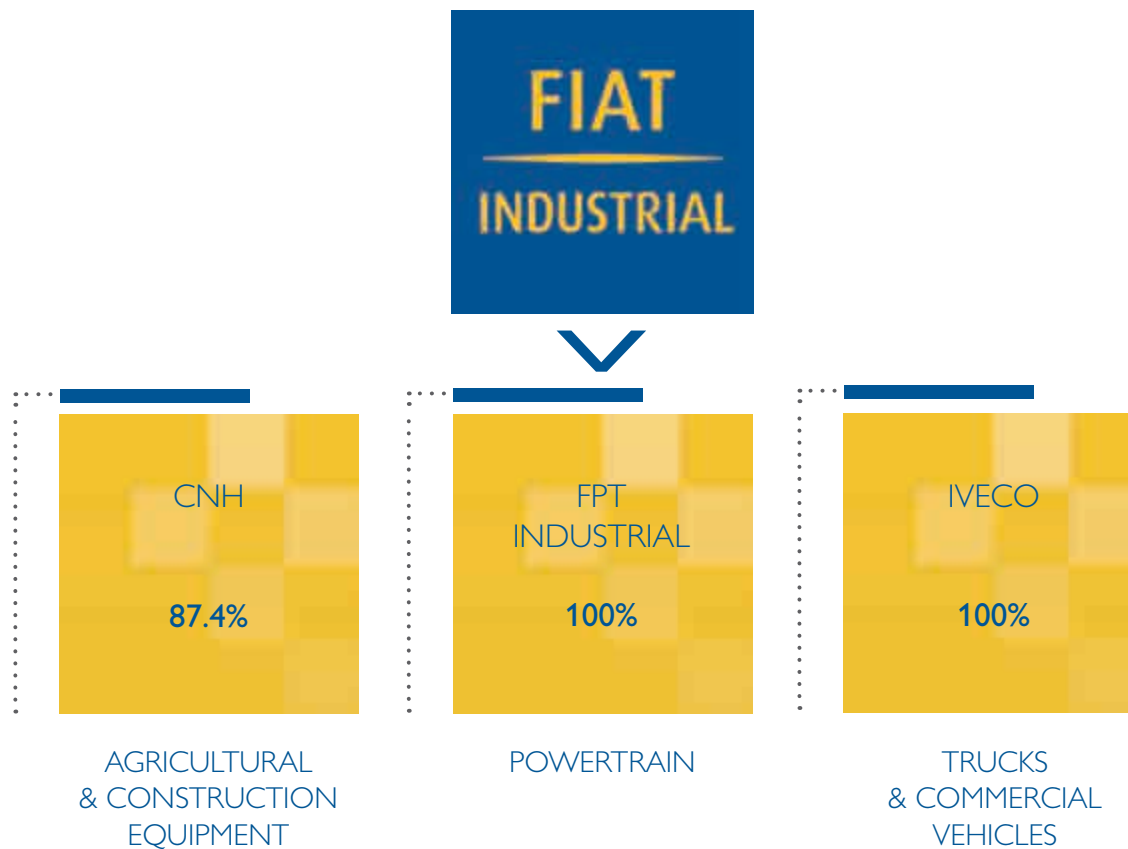 FIAT
INDUSTRIAL
CNH
87.4%
AGRICULTURAL
& CONSTRUCTION
EQUIPMENT
FPT
INDUSTRIAL
100%
POWERTRAIN
IVECO
100%
TRUCKS
& COMMERCIAL
VEHICLES